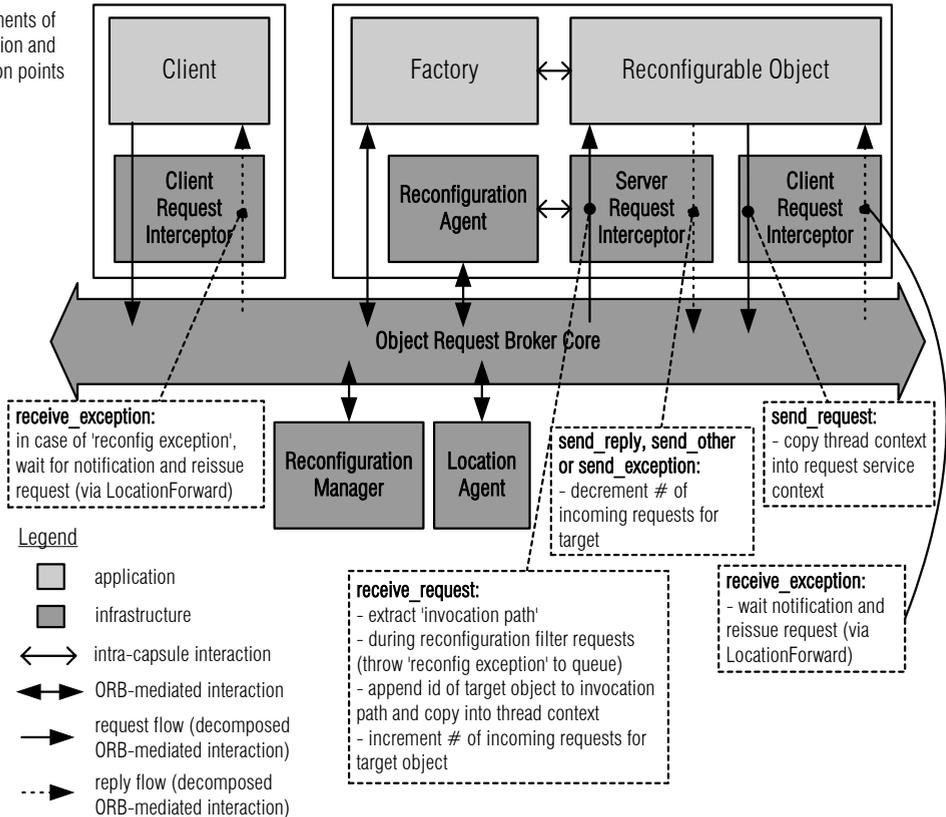 nents of
ion and
on points
Client
Factory
Reconfigurable Object
Client
Request
Interceptor
Reconfiguration
Agent
Server
Request
Interceptor
Client
Request
Interceptor
Object Request Broker Core
receive_exception:
in case of 'reconfig exception',
wait for notification and reissue
request (via LocationForward)
Reconfiguration
Manager
Location
Agent
send_reply, send_other
or send_exception:
- decrement # of
incoming requests for
target
send_request:
- copy thread context
into request service
context
receive_request:
- extract 'invocation path'
- during reconfiguration filter requests
(throw 'reconfig exception' to queue)
- append id of target object to invocation
path and copy into thread context
- increment # of incoming requests for
target object
receive_exception:
- wait notification and
reissue request (via
LocationForward)
Legend
application
infrastructure
intra-capsule interaction
ORB-mediated interaction
request flow (decomposed
ORB-mediated interaction)
reply flow (decomposed
ORB-mediated interaction)